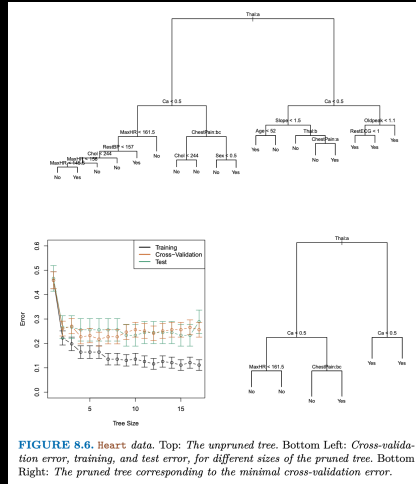 Thal:a
Ca < 0.5
Ca < 0.5
Slope < 1.5
Oldpeak < 1.1
MaxHR < 161.5
ChestPain:bc
Age < 52
Thal:b
RestECG < 1
ChestPain:a
RestBP < 157
No
Yes
No
No
Yes
Yes
No
Chol < 244
Chol < 244
Sex < 0.5
MaxHR < 156
No
Yes
No
No
No
Yes
No
Yes
No
Yes
0.0
0.1
0.2
0.3
0.4
0.5
0.6
Error
Training
Cross-Validation
Test
5
10
15
Tree Size
Thal:a
Ca < 0.5
Ca < 0.5
MaxHR < 161.5
ChestPain:bc
Yes
Yes
No
No
No
Yes
FIGURE 8.6. Heart data. Top: The unpruned tree. Bottom Left: Cross-valida-
tion error, training, and test error, for different sizes of the pruned tree. Bottom
Right: The pruned tree corresponding to the minimal cross-validation error.